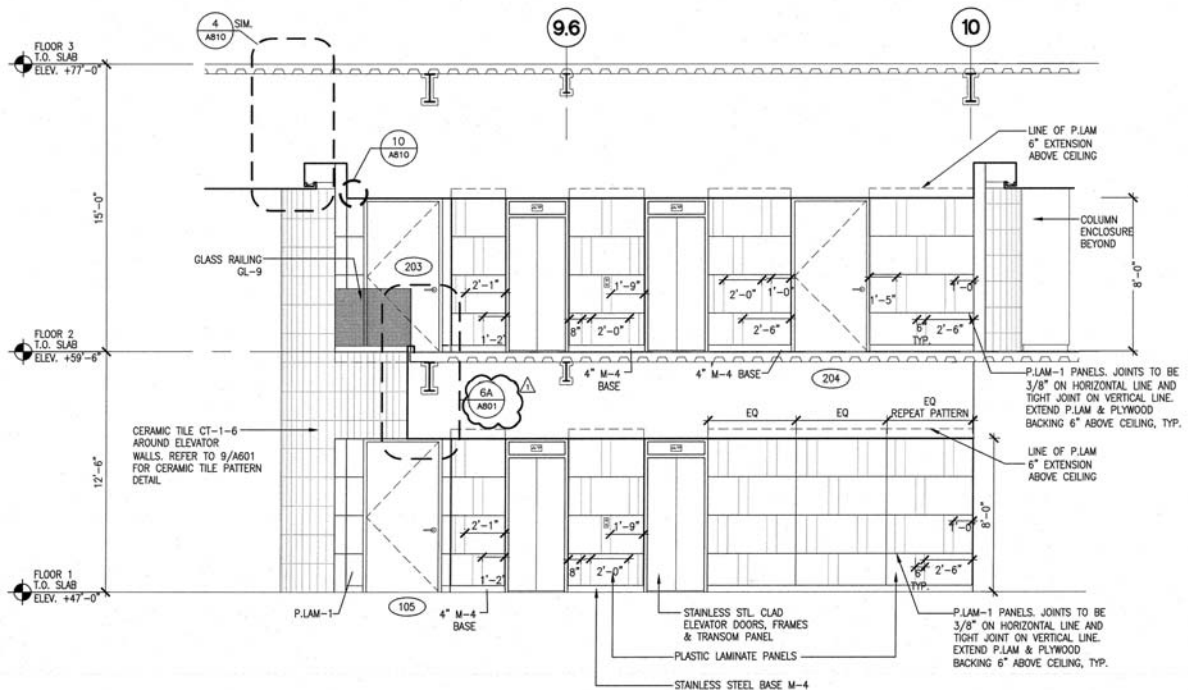 4
A810
SIM.
9.6
10
FLOOR 3
T.O. SLAB
ELEV. +77'-0"
10
A810
LINE OF P.LAM
6" EXTENSION
ABOVE CEILING
15'-0"
COLUMN
ENCLOSURE
BEYOND
GLASS RAILING
GL-9
203
8'-0"
2'-1"
1'-9"
2'-0"
1'-0"
1'-5"
1'-0"
1'-2"
8"
2'-0"
2'-6"
6"
TYP.
2'-6"
FLOOR 2
T.O. SLAB
ELEV. +59'-6"
4" M-4
BASE
4" M-4 BASE
204
P.LAM-1 PANELS. JOINTS TO BE
3/8" ON HORIZONTAL LINE AND
TIGHT JOINT ON VERTICAL LINE.
EXTEND P.LAM & PLYWOOD
BACKING 6" ABOVE CEILING, TYP.
6A
A801
1
EQ
EQ
EQ
REPEAT PATTERN
CERAMIC TILE CT-1-6
AROUND ELEVATOR
WALLS. REFER TO 9/A601
FOR CERAMIC TILE PATTERN
DETAIL
LINE OF P.LAM
6" EXTENSION
ABOVE CEILING
12'-6"
8'-0"
2'-1"
1'-9"
1'-0"
1'-2"
8"
2'-0"
6"
TYP.
2'-6"
FLOOR 1
T.O. SLAB
ELEV. +47'-0"
P.LAM-1
105
4" M-4
BASE
STAINLESS STL. CLAD
ELEVATOR DOORS, FRAMES
& TRANSOM PANEL
P.LAM-1 PANELS. JOINTS TO BE
3/8" ON HORIZONTAL LINE AND
TIGHT JOINT ON VERTICAL LINE.
EXTEND P.LAM & PLYWOOD
BACKING 6" ABOVE CEILING, TYP.
PLASTIC LAMINATE PANELS
STAINLESS STEEL BASE M-4